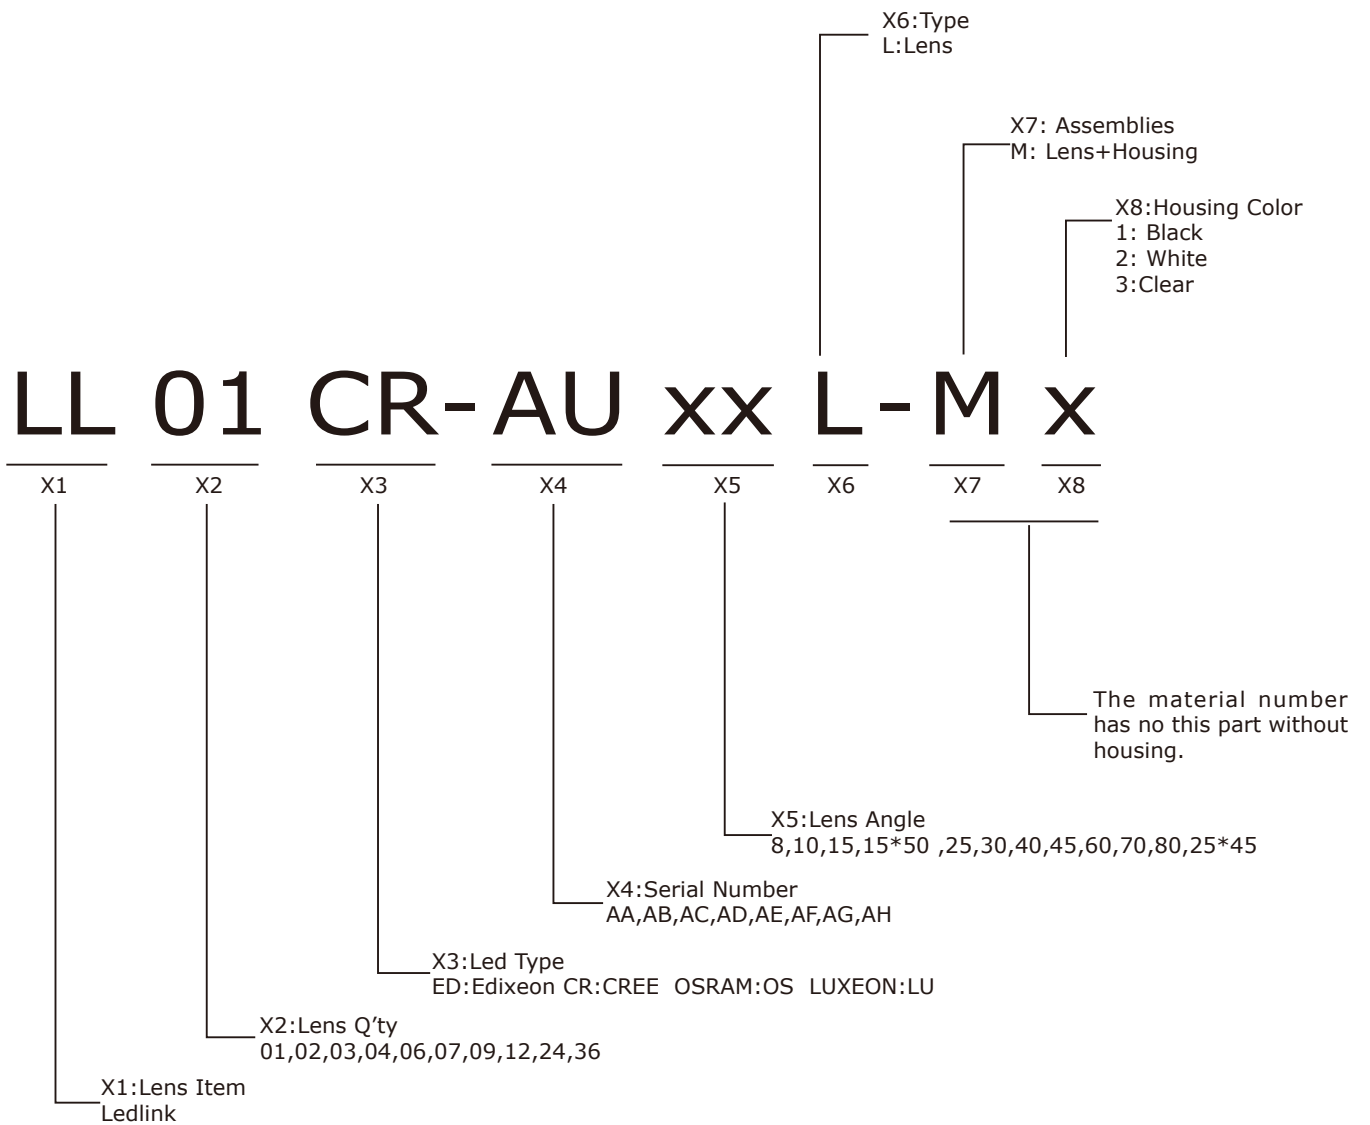 X6:Type
L:Lens
X7: Assemblies
M: Lens+Housing
X8:Housing Color
1: Black
2: White
3:Clear
LL 01 CR-AU xx L-M x
X1 X2 X3 X4 X5 X6 X7 X8
The material number
has no this part without
housing.
X5:Lens Angle
8,10,15,15*50 ,25,30,40,45,60,70,80,25*45
X4:Serial Number
AA,AB,AC,AD,AE,AF,AG,AH
X3:Led Type
ED:Edixeon CR:CREE OSRAM:OS LUXEON:LU
X2:Lens Q’ty
01,02,03,04,06,07,09,12,24,36
X1:Lens Item
Ledlink